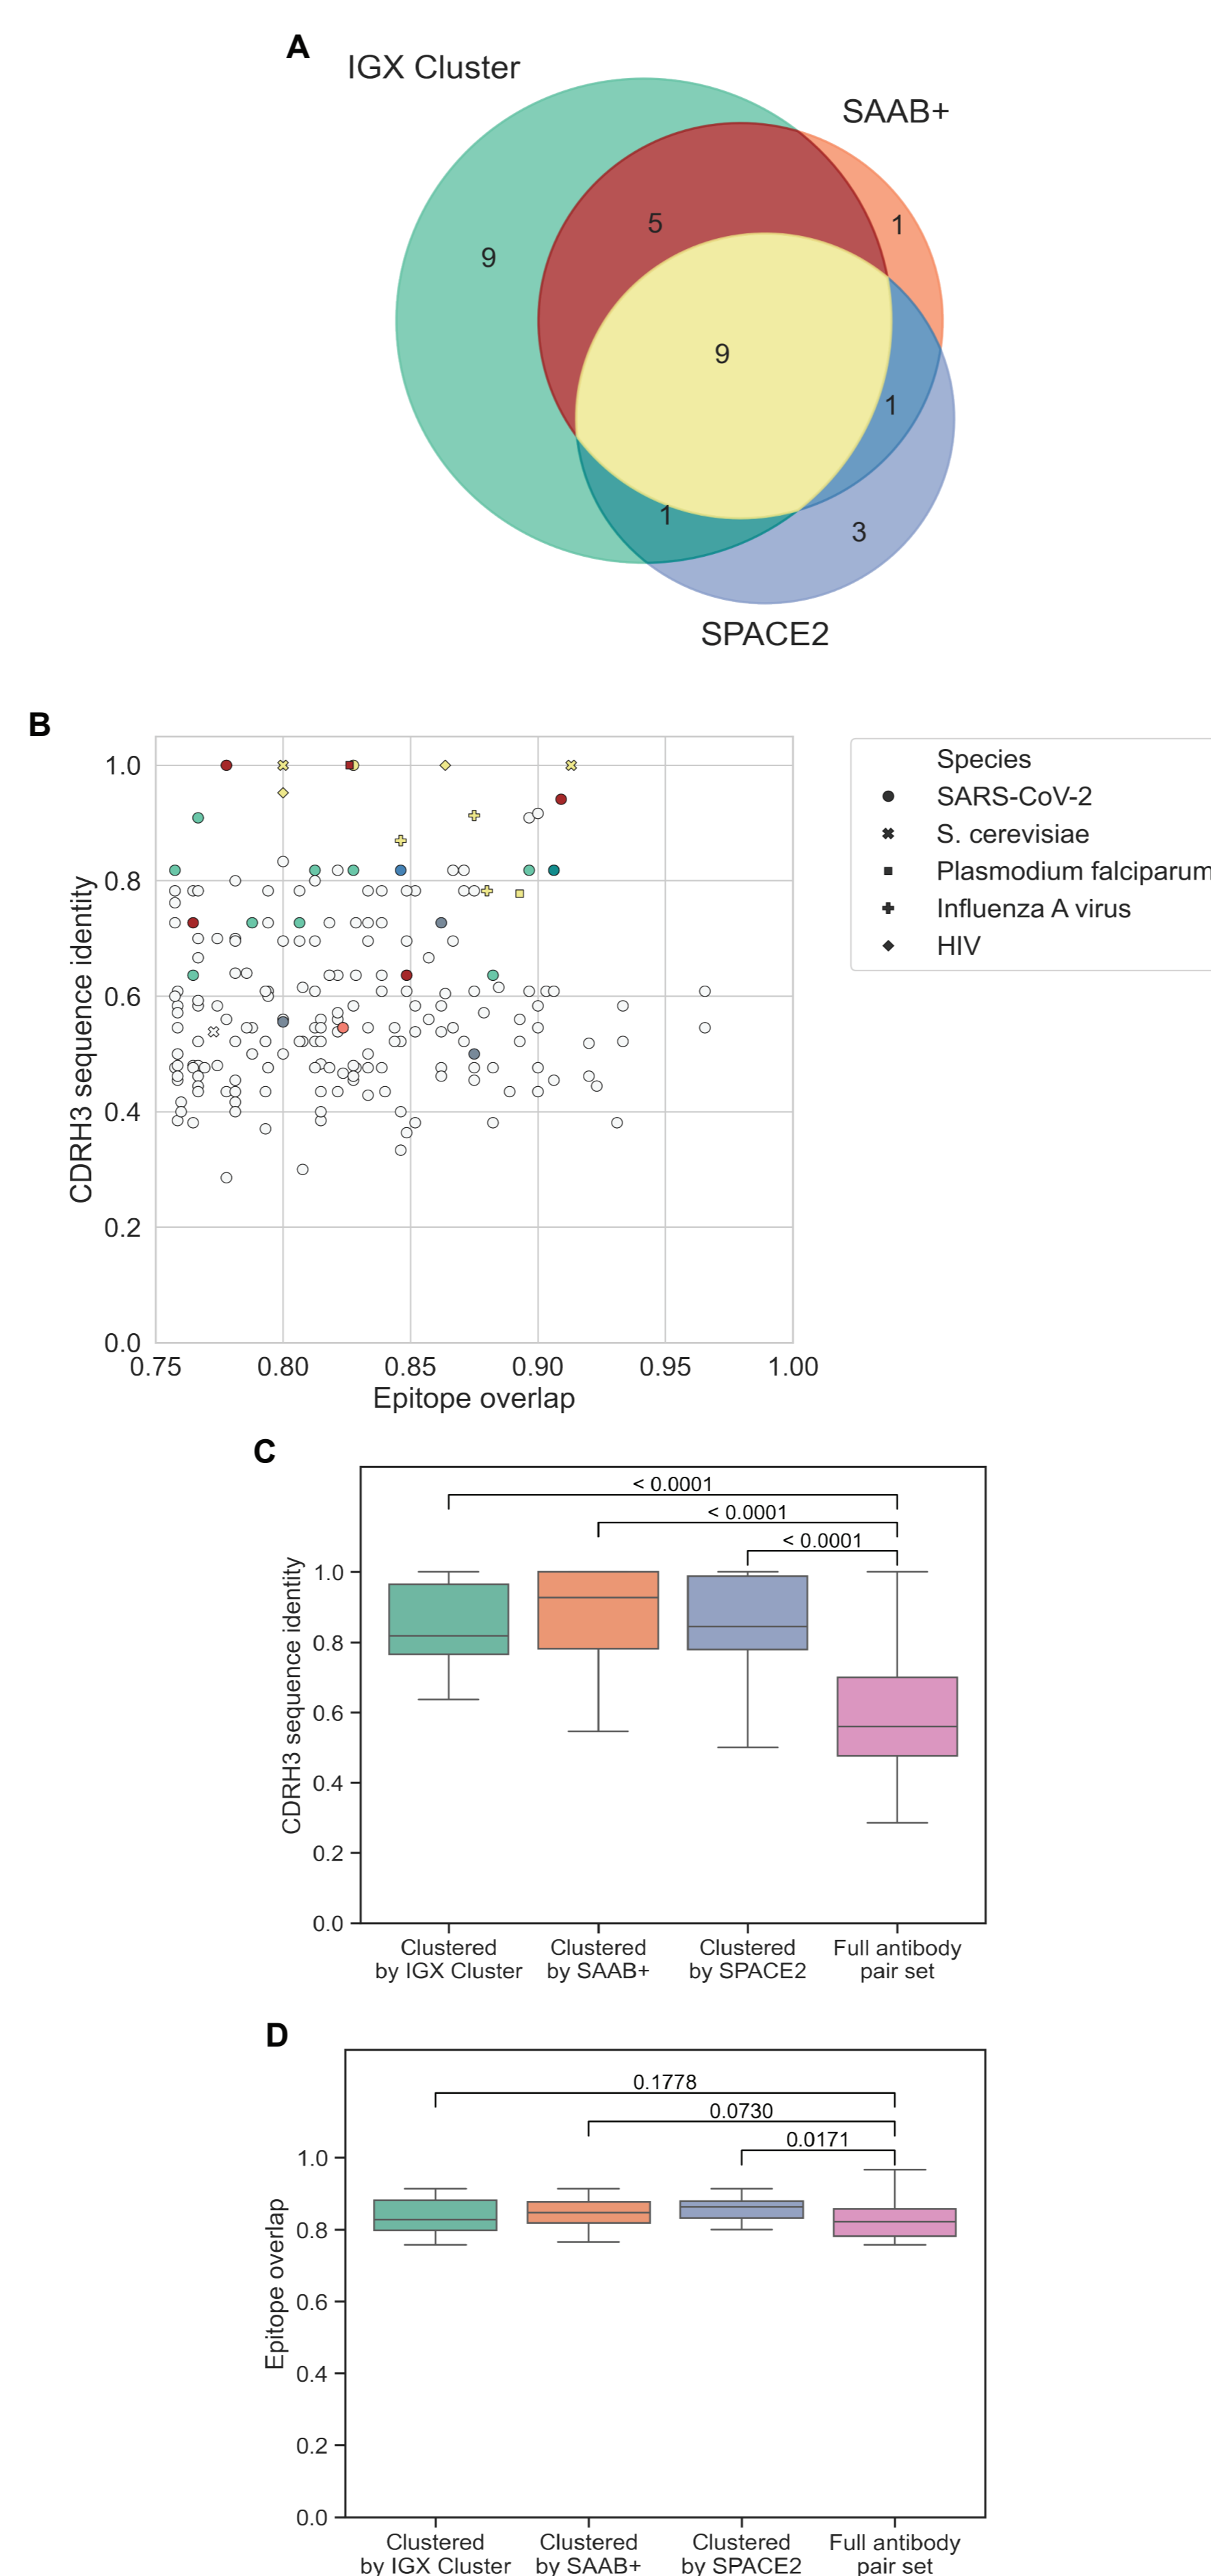 A
IGX Cluster
SAAB+
5
1
9
9
1
1
3
SPACE2
B
1.0
0.8
0.6
0.4
0.2
0.0
CDRH3 sequence identity
0.75
0.80
0.85
0.90
0.95
1.00
Epitope overlap
Species
SARS-CoV-2
S. cerevisiae
Plasmodium falciparum
Influenza A virus
HIV
C
< 0.0001
< 0.0001
< 0.0001
1.0
0.8
0.6
0.4
0.2
0.0
CDRH3 sequence identity
Clustered
by IGX Cluster
Clustered
by SAAB+
Clustered
by SPACE2
Full antibody
pair set
D
0.1778
0.0730
0.0171
1.0
0.8
0.6
0.4
0.2
0.0
Epitope overlap
Clustered
by IGX Cluster
Clustered
by SAAB+
Clustered
by SPACE2
Full antibody
pair set